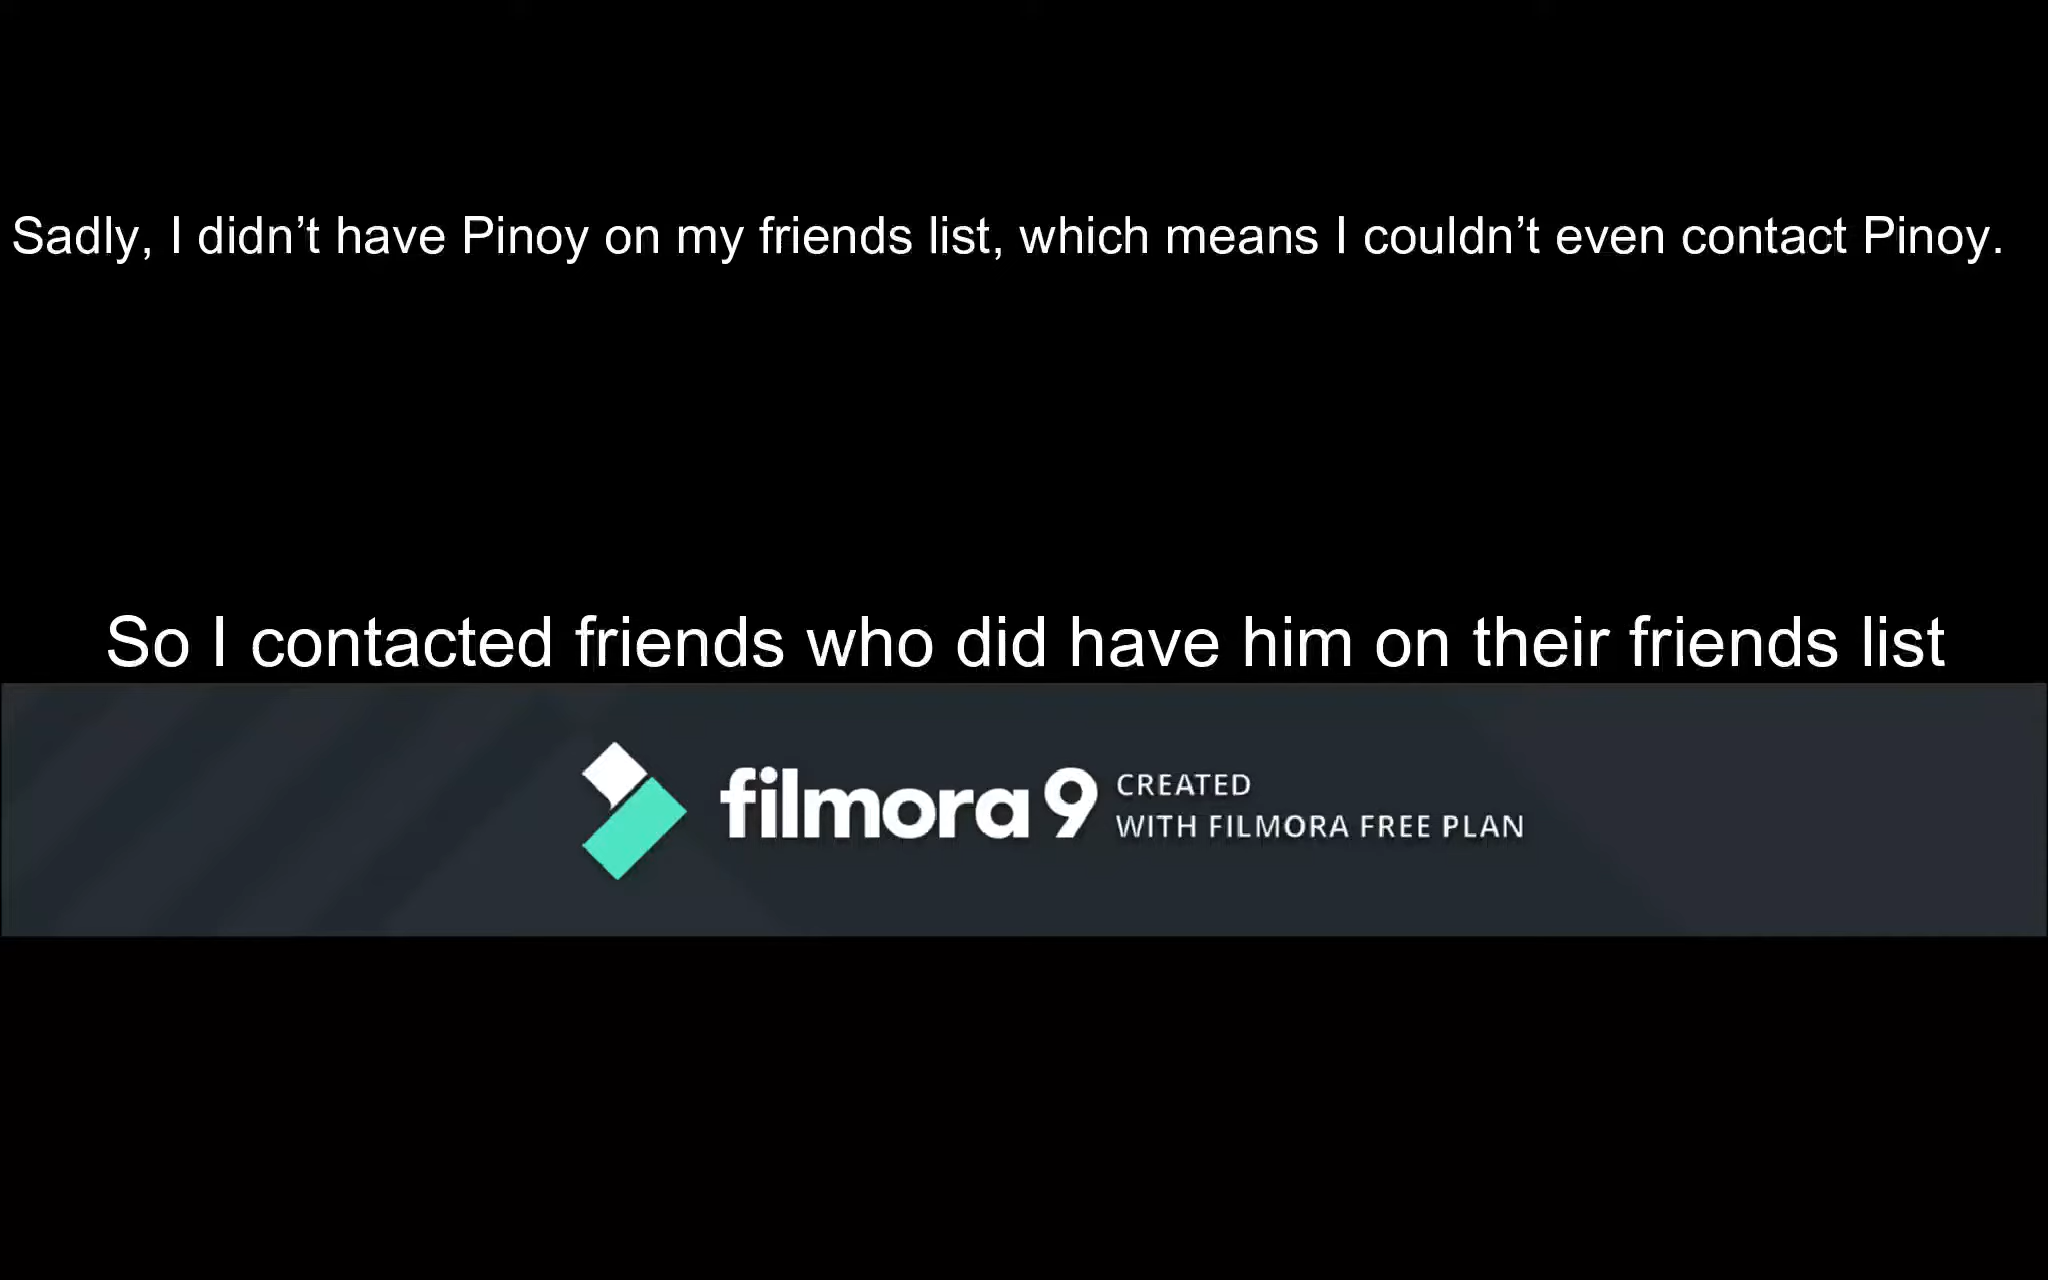 Sadly, I didn’t have Pinoy on my friends list, which means I couldn’t even contact Pinoy.
So I contacted friends who did have him on their friends list
filmora 9 CREATED
WITH FILMORA FREE PLAN